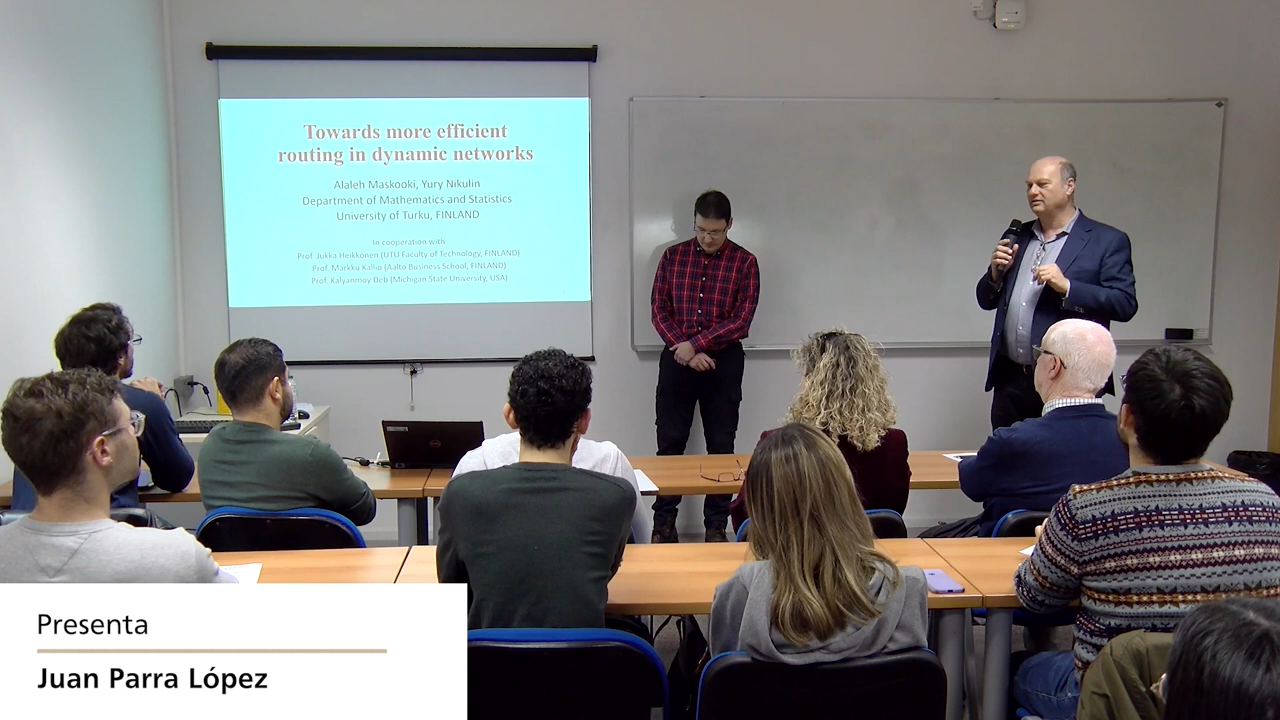 Towards more efficient
routing in dynamic networks
Alaleh Maskooki, Yury Nikulin
Department of Mathematics and Statistics
University of Turku, FINLAND
In cooperation with
Prof. Jukka Heikkonen (UTU Faculty of Technology, FINLAND)
Prof. Markku Kallio (Aalto Business School, FINLAND)
Prof. Kalyanmoy Deb (Michigan State University, USA)
Presenta
Juan Parra López